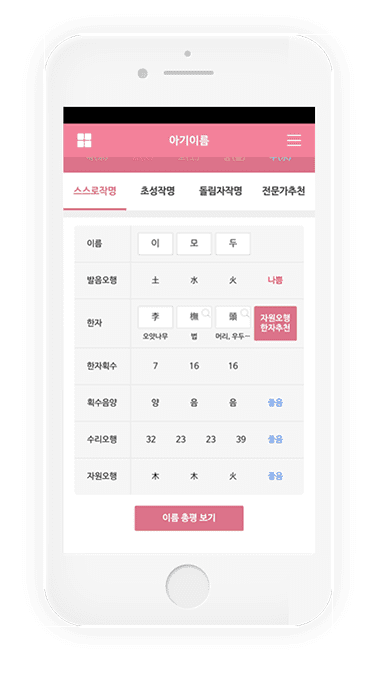 아기이름
스스로작명 초성작명 돌림자작명 전문가추천
이름 이 모 두
발음오행 土 水 火 나쁨
한자 李 橅 頭 자원오행
한자추천
오얏나무 법 머리, 우두…
한자획수 7 16 16
획수음양 양 음 음 좋음
수리오행 32 23 23 39 좋음
자원오행 木 木 火 좋음
이름 총평 보기